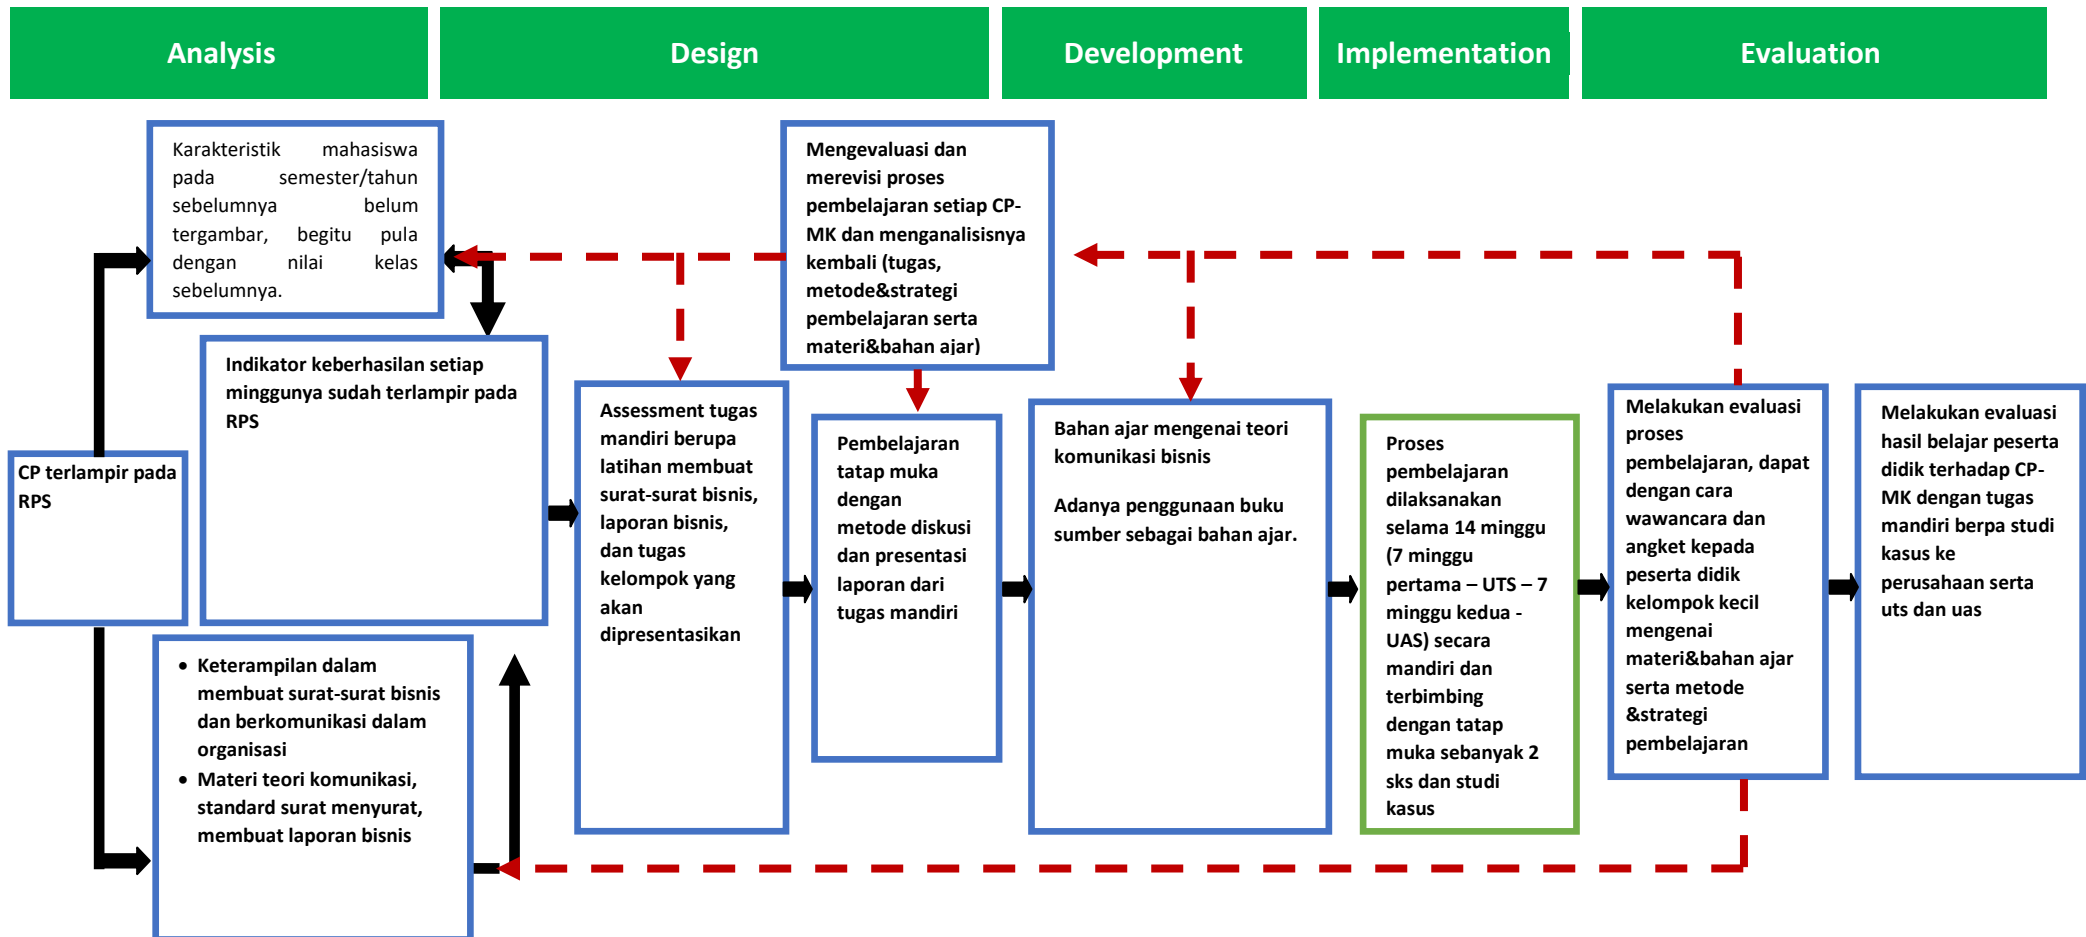 Analysis
Design
Development
Implementation
Evaluation
Karakteristik mahasiswa
pada semester/tahun
sebelumnya belum
tergambar, begitu pula
dengan nilai kelas
sebelumnya.
Mengevaluasi dan
merevisi proses
pembelajaran setiap CP-
MK dan menganalisisnya
kembali (tugas,
metode&strategi
pembelajaran serta
materi&bahan ajar)
Indikator keberhasilan setiap
minggunya sudah terlampir pada
RPS
CP terlampir pada
RPS
Assessment tugas
mandiri berupa
latihan membuat
surat-surat bisnis,
laporan bisnis,
dan tugas
kelompok yang
akan
dipresentasikan
Pembelajaran
tatap muka
dengan
metode diskusi
dan presentasi
laporan dari
tugas mandiri
Bahan ajar mengenai teori
komunikasi bisnis
Adanya penggunaan buku
sumber sebagai bahan ajar.
Proses
pembelajaran
dilaksanakan
selama 14 minggu
(7 minggu
pertama – UTS – 7
minggu kedua -
UAS) secara
mandiri dan
terbimbing
dengan tatap
muka sebanyak 2
sks dan studi
kasus
Melakukan evaluasi
proses
pembelajaran, dapat
dengan cara
wawancara dan
angket kepada
peserta didik
kelompok kecil
mengenai
materi&bahan ajar
serta metode
&strategi
pembelajaran
Melakukan evaluasi
hasil belajar peserta
didik terhadap CP-
MK dengan tugas
mandiri berpa studi
kasus ke
perusahaan serta
uts dan uas
• Keterampilan dalam
membuat surat-surat bisnis
dan berkomunikasi dalam
organisasi
• Materi teori komunikasi,
standard surat menyurat,
membuat laporan bisnis